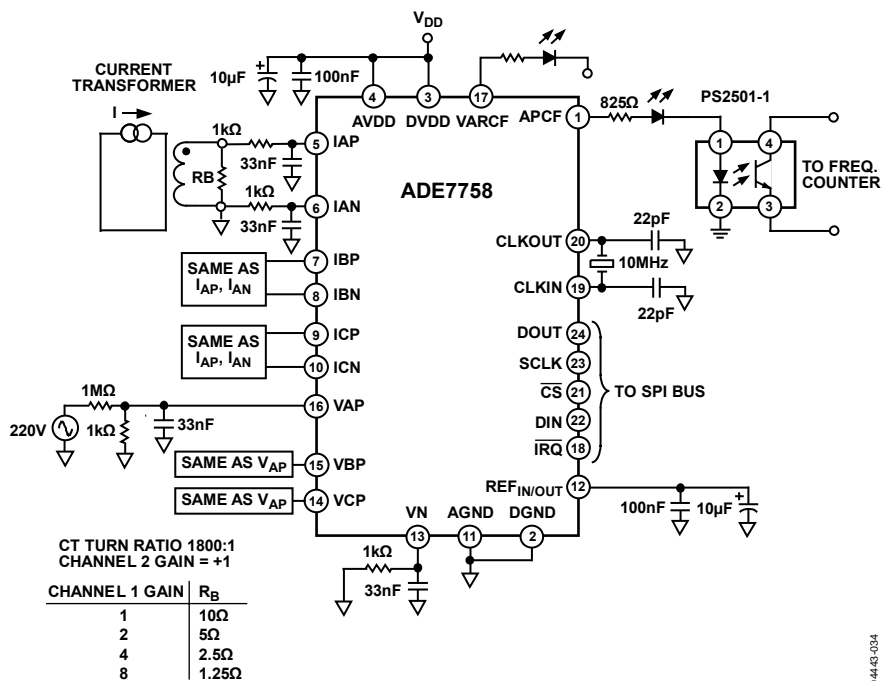 VDD
10µF
+
100nF
4
3
17
AVDD
DVDD
VARCF
CURRENT
TRANSFORMER
I
1kΩ
33nF
RB
1kΩ
33nF
5
IAP
6
IAN
ADE7758
APCF
1
825Ω
PS2501-1
1
4
2
3
TO FREQ.
COUNTER
SAME AS
IAP, IAN
7
IBP
8
IBN
SAME AS
IAP, IAN
9
ICP
10
ICN
CLKOUT
20
22pF
10MHz
CLKIN
19
22pF
DOUT
24
SCLK
23
CS
21
DIN
22
IRQ
18
TO SPI BUS
220V
1MΩ
1kΩ
33nF
16
VAP
SAME AS VAP
15
VBP
SAME AS VAP
14
VCP
REFIN/OUT
12
100nF
10µF
+
VN
AGND
DGND
13
11
2
1kΩ
33nF
CT TURN RATIO 1800:1
CHANNEL 2 GAIN = +1
CHANNEL 1 GAIN RB
1 10Ω
2 5Ω
4 2.5Ω
8 1.25Ω
04443-034